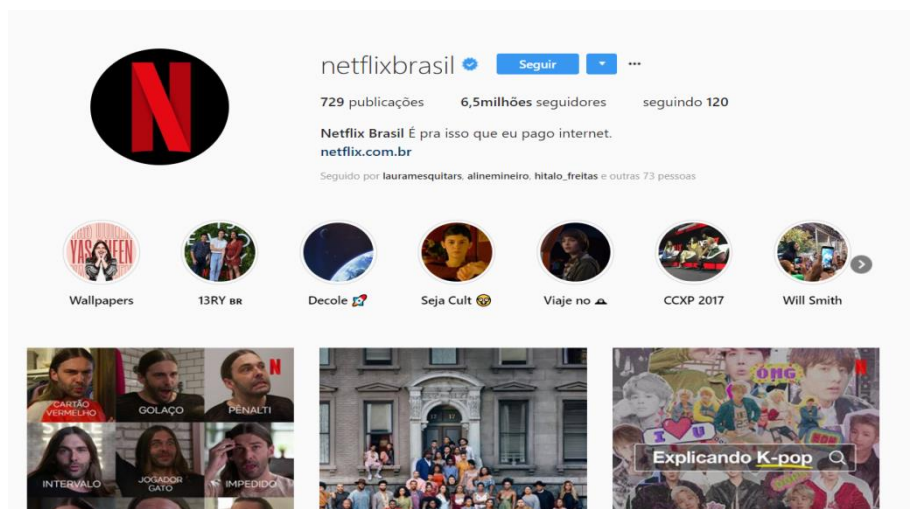 netflixbrasil Seguir ...
729 publicações 6,5milhões seguidores seguindo 120
Netflix Brasil É pra isso que eu pago internet.
netflix.com.br
Seguido por lauramesquitars, alinemineiro, hitalo_freitas e outras 73 pessoas
Wallpapers 13RY BR Decole 🚀 Seja Cult 🤓 Viaje no 🕰 CCXP 2017 Will Smith
CARTÃO VERMELHO GOLAÇO PÊNALTI
INTERVALO JOGADOR GATO IMPEDIDO
OMG
I ♥ U
Explicando K-pop